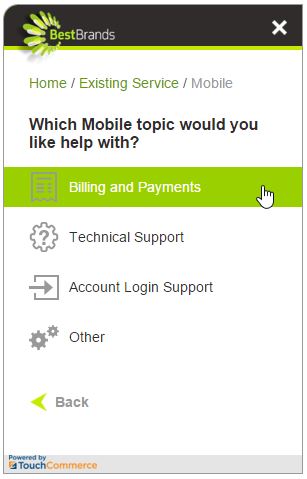 BestBrands
Home / Existing Service / Mobile
Which Mobile topic would you
like help with?
Billing and Payments
Technical Support
Account Login Support
Other
Back
Powered by
TouchCommerce